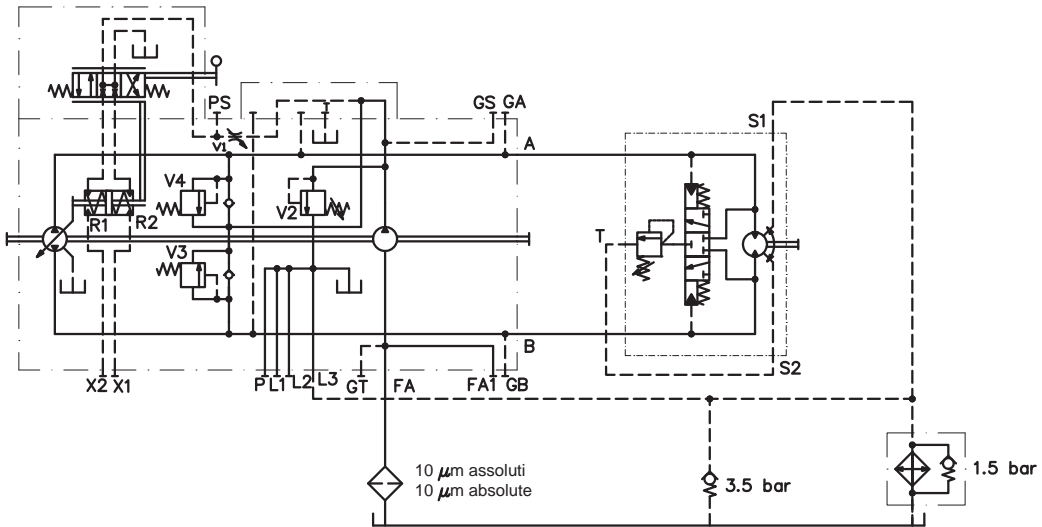 PS
GS GA
S1
V1
A
V4
V2
R1
R2
T
V3
B
X2 X1
P L1 L2 L3
GT
FA
FA1 GB
S2
10 μm assoluti
10 μm absolute
3.5 bar
1.5 bar